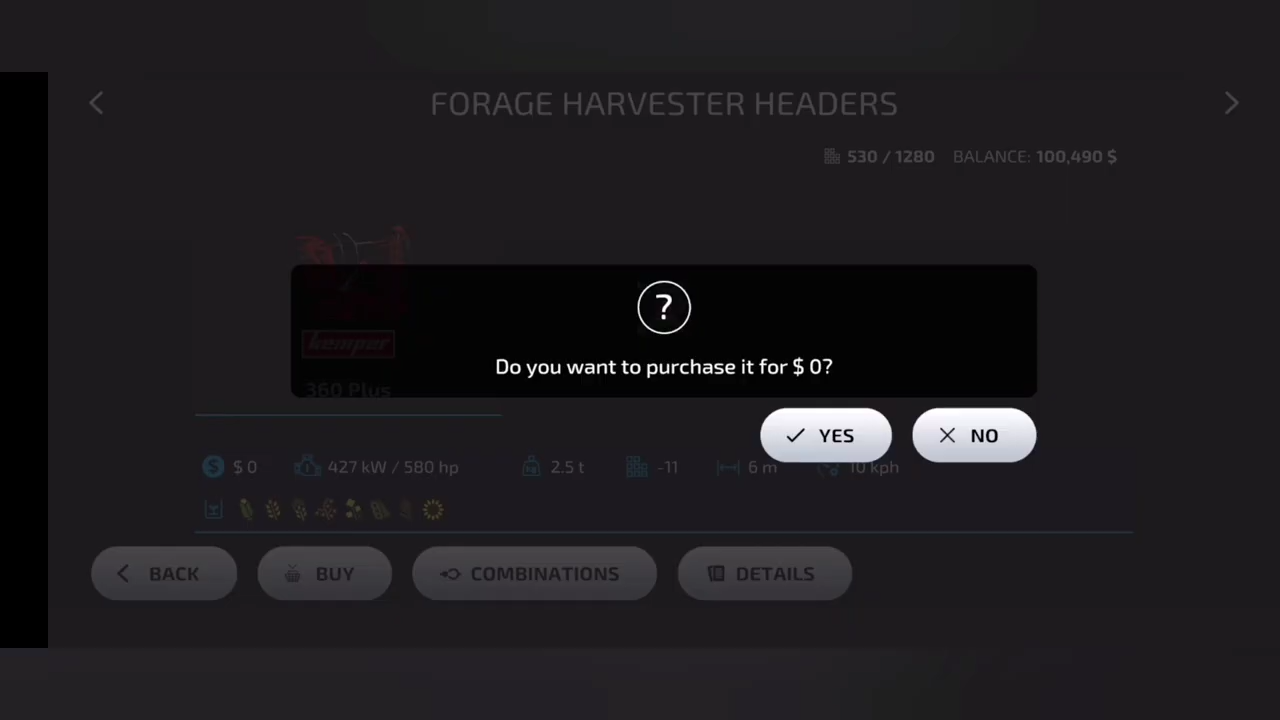 FORAGE HARVESTER HEADERS
530 / 1280 BALANCE: 100,490 $
?
kemper
Do you want to purchase it for $ 0?
360 Plus
YES NO
$ 0 427 kW / 580 hp 2.5 t -11 6 m 10 kph
BACK BUY COMBINATIONS DETAILS